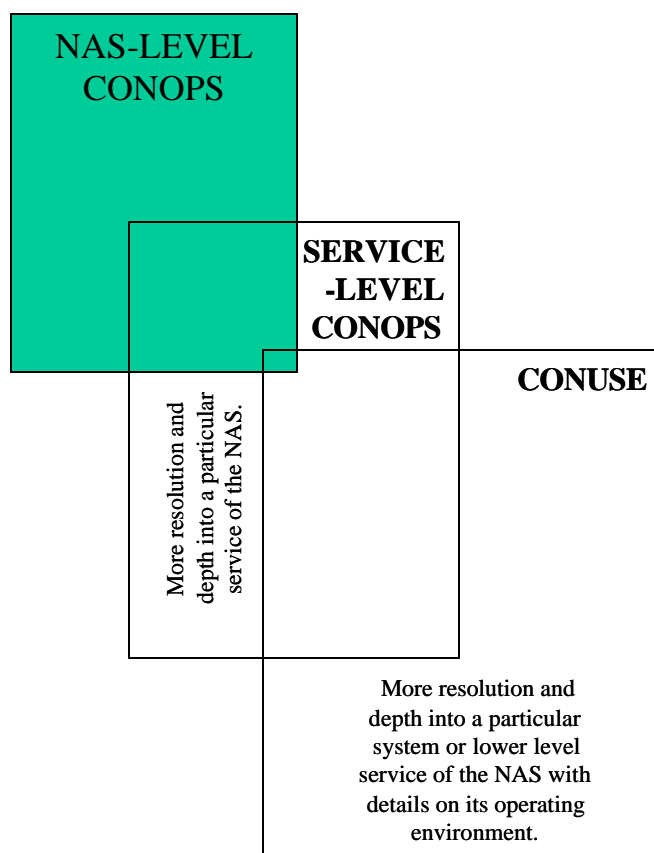 NAS-LEVEL
CONOPS
SERVICE
-LEVEL
CONOPS
CONUSE
More resolution and
depth into a particular
service of the NAS.
More resolution and
depth into a particular
system or lower level
service of the NAS with
details on its operating
environment.